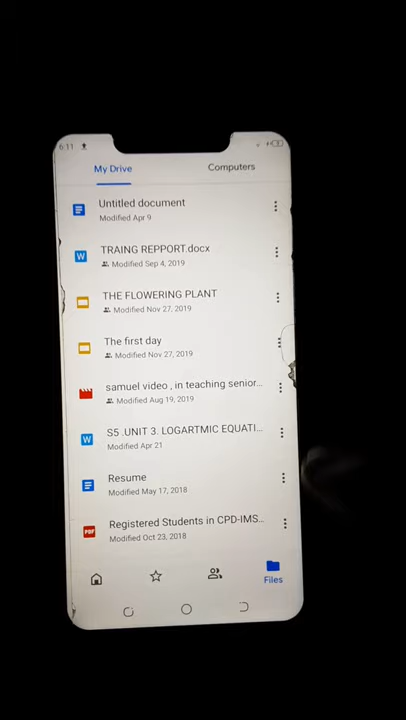 6:11
My Drive Computers
Untitled document
Modified Apr 9
W TRAING REPPORT.docx
Modified Sep 4, 2019
THE FLOWERING PLANT
Modified Nov 27, 2019
The first day
Modified Nov 27, 2019
samuel video , in teaching senior...
Modified Aug 19, 2019
W S5 .UNIT 3. LOGARTMIC EQUATI...
Modified Apr 21
Resume
Modified May 17, 2018
PDF Registered Students in CPD-IMS...
Modified Oct 23, 2018
Files